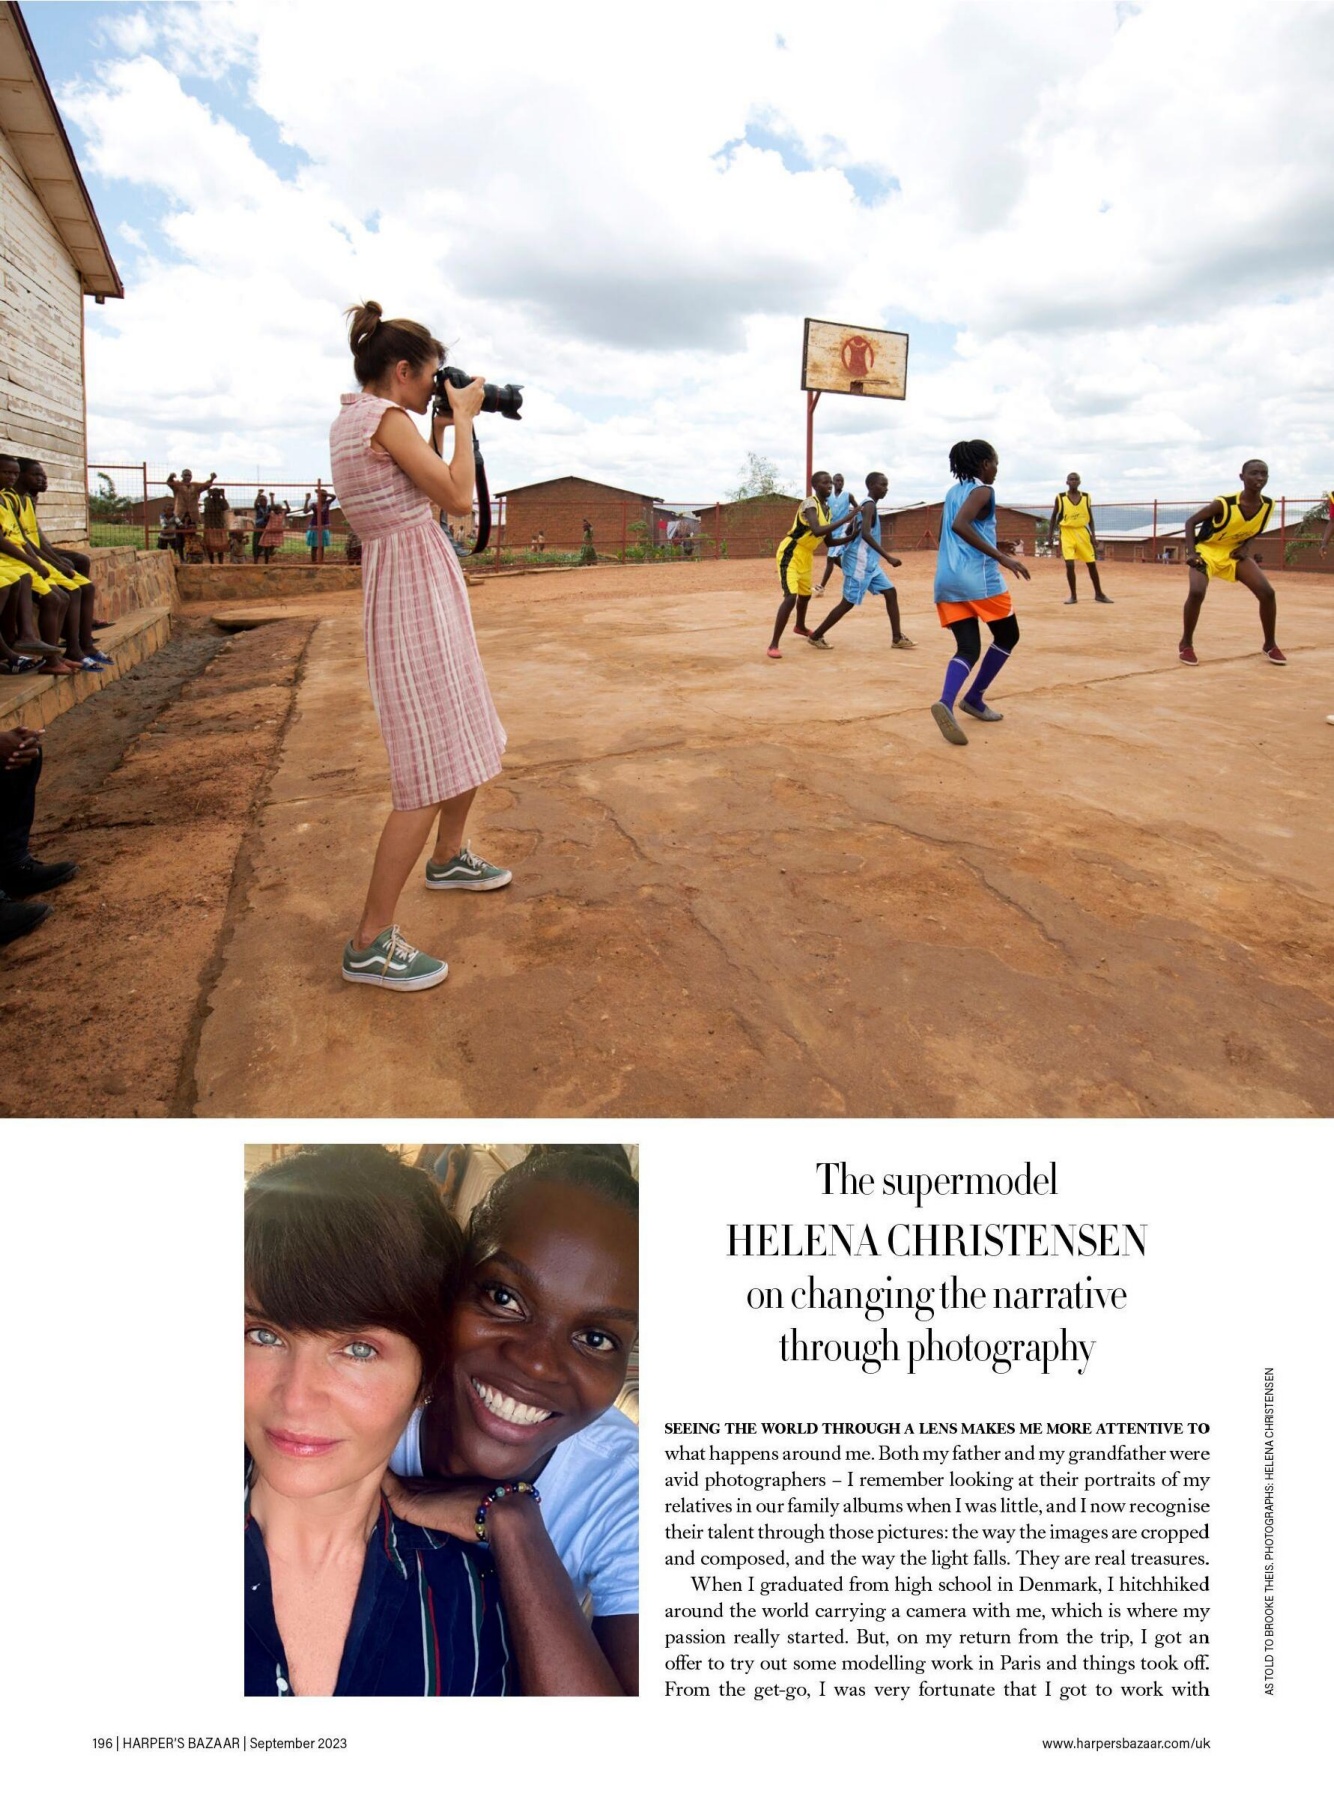 The supermodel
HELENA CHRISTENSEN
on changing the narrative
through photography
SEEING THE WORLD THROUGH A LENS MAKES ME MORE ATTENTIVE TO
what happens around me. Both my father and my grandfather were
avid photographers – I remember looking at their portraits of my
relatives in our family albums when I was little, and I now recognise
their talent through those pictures: the way the images are cropped
and composed, and the way the light falls. They are real treasures.
When I graduated from high school in Denmark, I hitchhiked
around the world carrying a camera with me, which is where my
passion really started. But, on my return from the trip, I got an
offer to try out some modelling work in Paris and things took off.
From the get-go, I was very fortunate that I got to work with
AS TOLD TO BROOKE THEIS. PHOTOGRAPHS: HELENA CHRISTENSEN
196 | HARPER'S BAZAAR | September 2023
www.harpersbazaar.com/uk